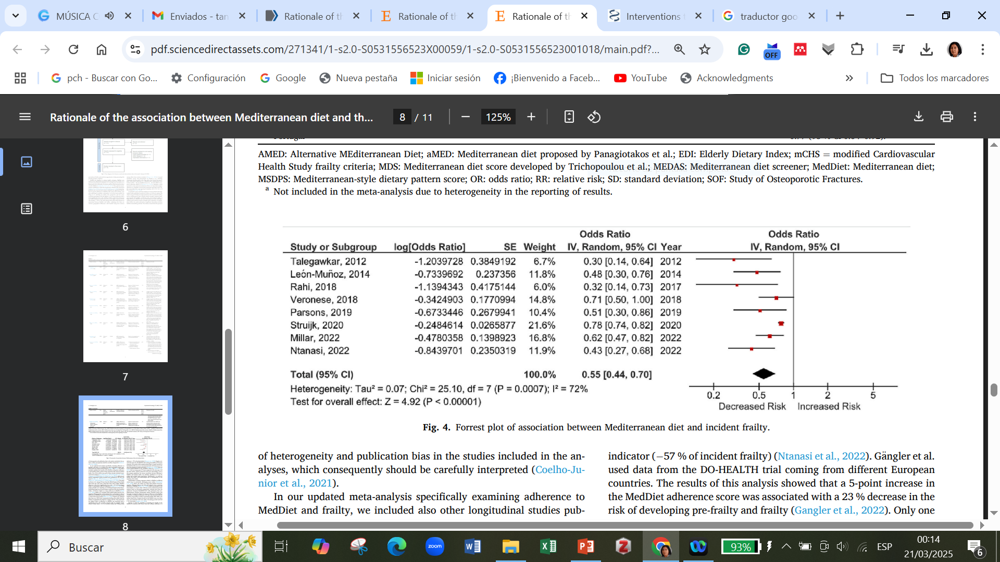 MÚSICA C
Enviados - tan
Rationale of th
Rationale of th
Rationale of th
Interventions
traductor goo
pdf.sciencedirectassets.com/271341/1-s2.0-S0531556523X00059/1-s2.0-S0531556523001018/main.pdf?...
OFF
pch - Buscar con Go...
Configuración
Google
Nueva pestaña
Iniciar sesión
¡Bienvenido a Faceb...
YouTube
Acknowledgments
Todos los marcadores
Rationale of the association between Mediterranean diet and th...
8 / 11
125%
6
7
8
AMED: Alternative MEditerranean Diet; aMED: Mediterranean diet proposed by Panagiotakos et al.; EDI: Elderly Dietary Index; mCHS = modified Cardiovascular
Health Study frailty criteria; MDS: Mediterranean diet score developed by Trichopoulou et al.; MEDAS: Mediterranean diet screener; MedDiet: Mediterranean diet;
MSDPS: Mediterranean-style dietary pattern score; OR: odds ratio; RR: relative risk; SD: standard deviation; SOF: Study of Osteoporotic Fractures.
a Not included in the meta-analysis due to heterogeneity in the reporting of results.
Odds Ratio Odds Ratio
Study or Subgroup log[Odds Ratio] SE Weight IV, Random, 95% CI Year IV, Random, 95% CI
Talegawkar, 2012 -1.2039728 0.3849192 6.7% 0.30 [0.14, 0.64] 2012
León-Muñoz, 2014 -0.7339692 0.237356 11.8% 0.48 [0.30, 0.76] 2014
Rahi, 2018 -1.1394343 0.4175144 6.0% 0.32 [0.14, 0.73] 2017
Veronese, 2018 -0.3424903 0.1770994 14.8% 0.71 [0.50, 1.00] 2018
Parsons, 2019 -0.6733446 0.2679941 10.4% 0.51 [0.30, 0.86] 2019
Struijk, 2020 -0.2484614 0.0265877 21.6% 0.78 [0.74, 0.82] 2020
Millar, 2022 -0.4780358 0.1398923 16.8% 0.62 [0.47, 0.82] 2022
Ntanasi, 2022 -0.8439701 0.2350319 11.9% 0.43 [0.27, 0.68] 2022
Total (95% CI) 100.0% 0.55 [0.44, 0.70]
Heterogeneity: Tau² = 0.07; Chi² = 25.10, df = 7 (P = 0.0007); I² = 72%
Test for overall effect: Z = 4.92 (P < 0.00001)
0.2 0.5 1 2 5
Decreased Risk Increased Risk
Fig. 4. Forrest plot of association between Mediterranean diet and incident frailty.
of heterogeneity and publication bias in the studies included in the an-
alyses, which consequently should be carefully interpreted (Coelho-Ju-
nior et al., 2021).
In our updated meta-analysis specifically examining adherence to
MedDiet and frailty, we included also other longitudinal studies pub-
indicator (−57 % of incident frailty) (Ntanasi et al., 2022). Gängler et al.
used data from the DO-HEALTH trial coming from different European
countries. The results of this analysis showed that a 5-point increase in
the MedDiet adherence score was associated with a 23 % decrease in the
risk of developing pre-frailty and frailty (Gangler et al., 2022). Only one
Buscar
zoom
93%
ESP
00:14
21/03/2025
6